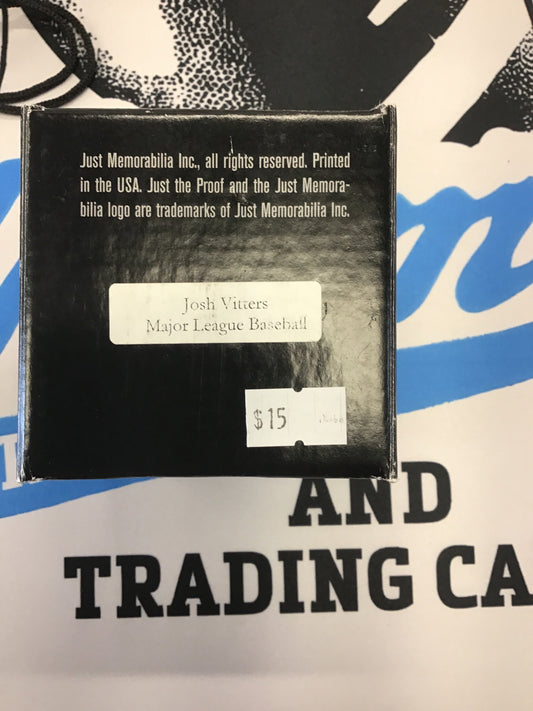 Just Memorabilia Inc., all rights reserved. Printed
in the USA. Just the Proof and the Just Memora-
bilia logo are trademarks of Just Memorabilia Inc.
Josh Vitters
Major League Baseball
$15
AND
TRADING CA